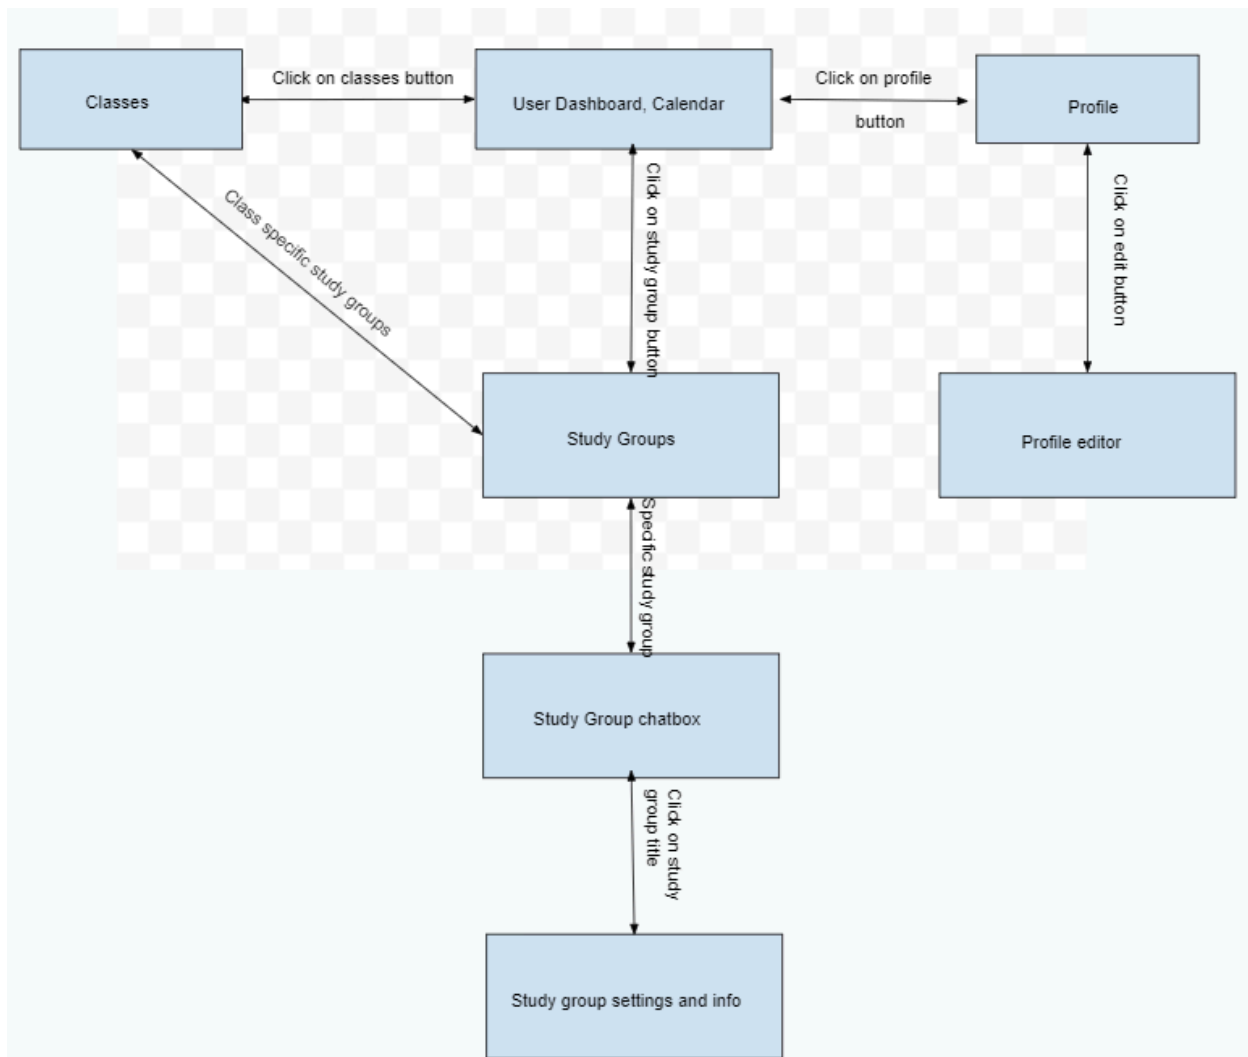 Click on classes button
Click on profile
Classes
User Dashboard, Calendar
Profile
button
Click on study group button
Click on edit button
Class specific study groups
Study Groups
Profile editor
Specific study group
Study Group chatbox
Click on study
group title
Study group settings and info